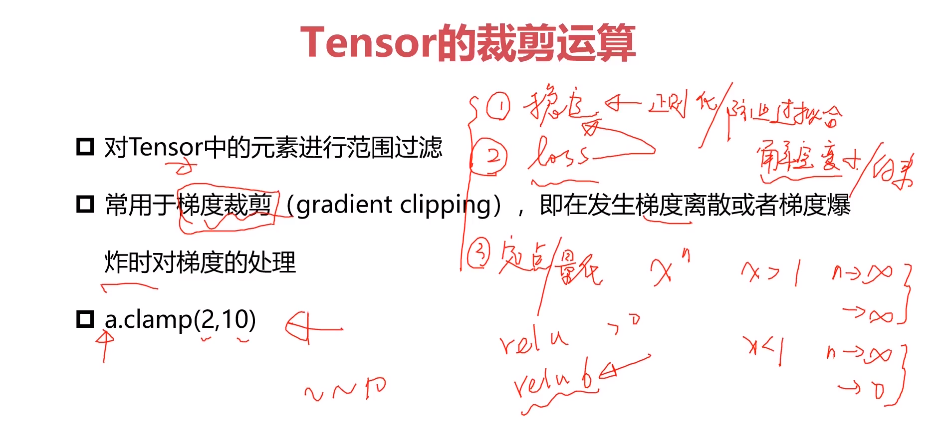 Tensor的裁剪运算
① 稳定 ← 正则化/防止过拟合
对Tensor中的元素进行范围过滤
② loss 解空间变小/约束
常用于梯度裁剪（gradient clipping），即在发生梯度离散或者梯度爆
炸时对梯度的处理
③ 定点/量化 xⁿ x>1 n→∞
→∞
a.clamp(2,10)
relu >0 x<1 n→∞
→0
relu6
2~10